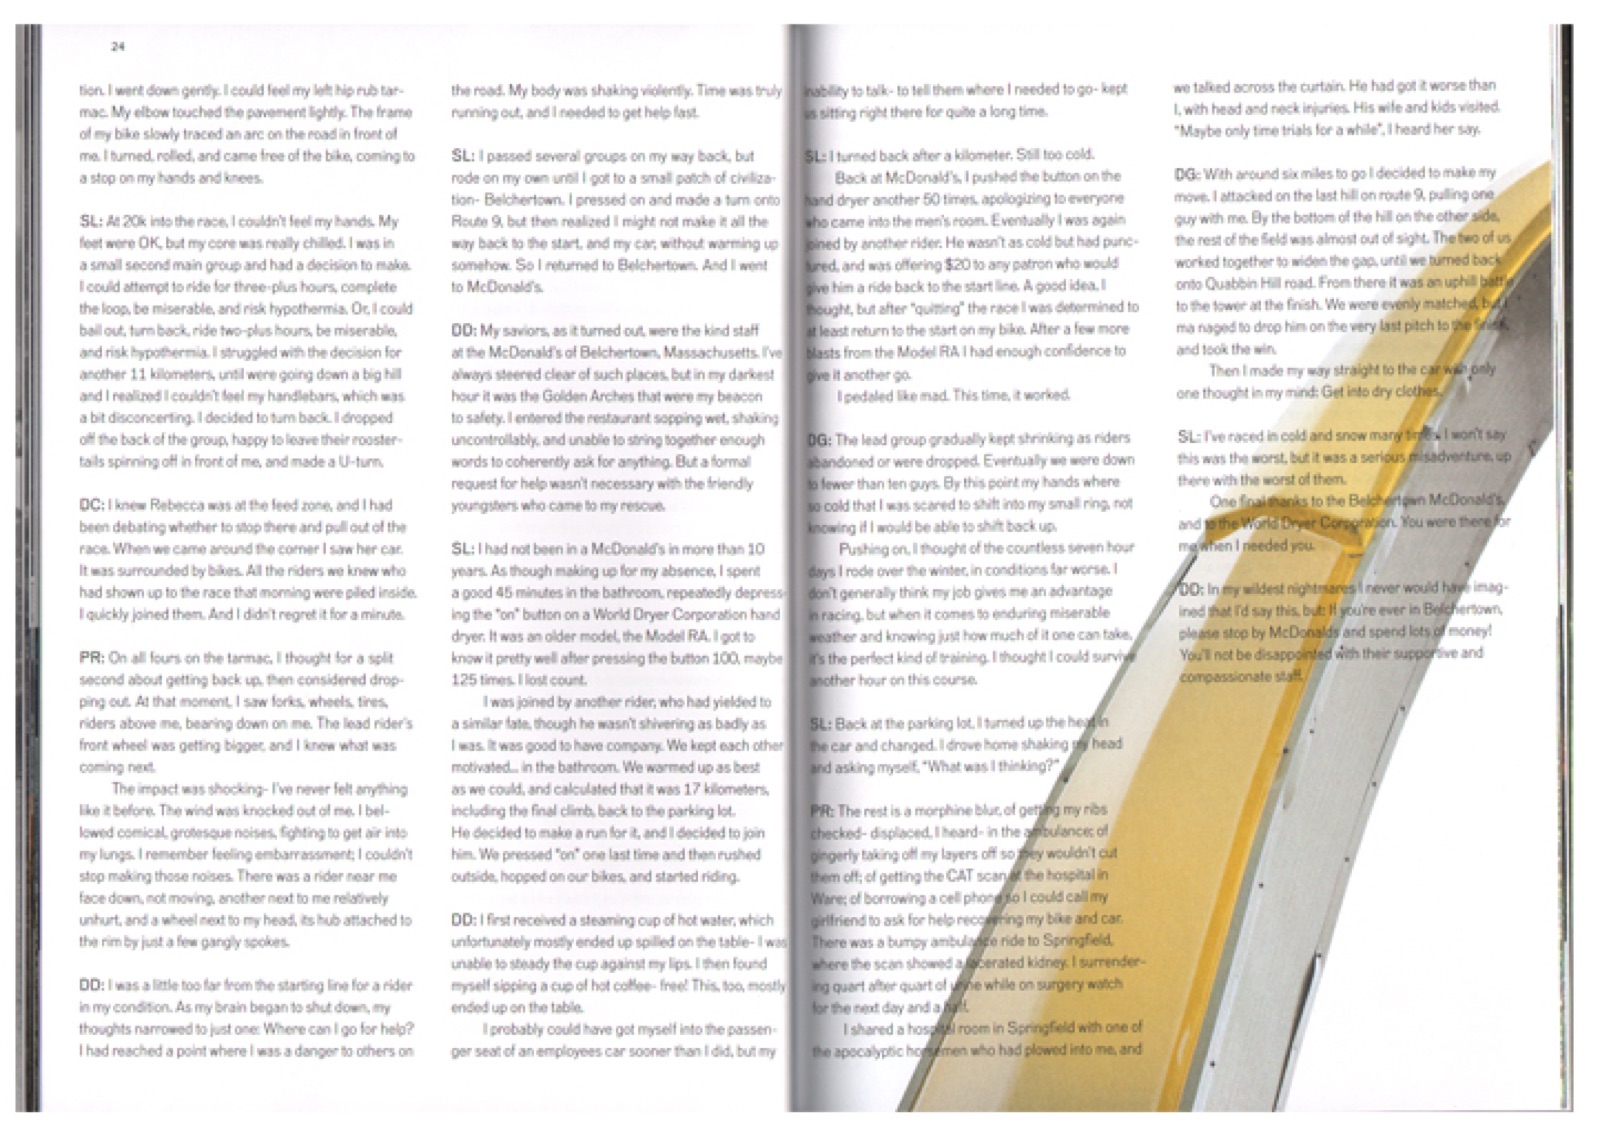 24
tion. I went down gently. I could feel my left hip rub tar-
mac. My elbow touched the pavement lightly. The frame
of my bike slowly traced an arc on the road in front of
me. I turned, rolled, and came free of the bike, coming to
a stop on my hands and knees.
SL: At 20k into the race, I couldn't feel my hands. My
feet were OK, but my core was really chilled. I was in
a small second main group and had a decision to make.
I could attempt to ride for three-plus hours, complete
the loop, be miserable, and risk hypothermia. Or, I could
bail out, turn back, ride two-plus hours, be miserable,
and risk hypothermia. I struggled with the decision for
another 11 kilometers, until were going down a big hill
and I realized I couldn't feel my handlebars, which was
a bit disconcerting. I decided to turn back. I dropped
off the back of the group, happy to leave their rooster-
tails spinning off in front of me, and made a U-turn.
DC: I knew Rebecca was at the feed zone, and I had
been debating whether to stop there and pull out of the
race. When we came around the corner I saw her car.
It was surrounded by bikes. All the riders we knew who
had shown up to the race that morning were piled inside.
I quickly joined them. And I didn't regret it for a minute.
PR: On all fours on the tarmac, I thought for a split
second about getting back up, then considered drop-
ping out. At that moment, I saw forks, wheels, tires,
riders above me, bearing down on me. The lead rider's
front wheel was getting bigger, and I knew what was
coming next.
The impact was shocking- I've never felt anything
like it before. The wind was knocked out of me. I bel-
lowed comical, grotesque noises, fighting to get air into
my lungs. I remember feeling embarrassment; I couldn't
stop making those noises. There was a rider near me
face down, not moving, another next to me relatively
unhurt, and a wheel next to my head, its hub attached to
the rim by just a few gangly spokes.
DD: I was a little too far from the starting line for a rider
in my condition. As my brain began to shut down, my
thoughts narrowed to just one: Where can I go for help?
I had reached a point where I was a danger to others on
the road. My body was shaking violently. Time was truly
running out, and I needed to get help fast.
SL: I passed several groups on my way back, but
rode on my own until I got to a small patch of civiliza-
tion- Belchertown. I pressed on and made a turn onto
Route 9, but then realized I might not make it all the
way back to the start, and my car, without warming up
somehow. So I returned to Belchertown. And I went
to McDonald's.
DD: My saviors, as it turned out, were the kind staff
at the McDonald's of Belchertown, Massachusetts. I've
always steered clear of such places, but in my darkest
hour it was the Golden Arches that were my beacon
to safety. I entered the restaurant sopping wet, shaking
uncontrollably, and unable to string together enough
words to coherently ask for anything. But a formal
request for help wasn't necessary with the friendly
youngsters who came to my rescue.
SL: I had not been in a McDonald's in more than 10
years. As though making up for my absence, I spent
a good 45 minutes in the bathroom, repeatedly depress-
ing the "on" button on a World Dryer Corporation hand
dryer. It was an older model, the Model RA. I got to
know it pretty well after pressing the button 100, maybe
125 times. I lost count.
I was joined by another rider, who had yielded to
a similar fate, though he wasn't shivering as badly as
I was. It was good to have company. We kept each other
motivated... in the bathroom. We warmed up as best
as we could, and calculated that it was 17 kilometers,
including the final climb, back to the parking lot.
He decided to make a run for it, and I decided to join
him. We pressed "on" one last time and then rushed
outside, hopped on our bikes, and started riding.
DD: I first received a steaming cup of hot water, which
unfortunately mostly ended up spilled on the table- I was
unable to steady the cup against my lips. I then found
myself sipping a cup of hot coffee- free! This, too, mostly
ended up on the table.
I probably could have got myself into the passen-
ger seat of an employees car sooner than I did, but my
inability to talk- to tell them where I needed to go- kept
us sitting right there for quite a long time.
SL: I turned back after a kilometer. Still too cold.
Back at McDonald's, I pushed the button on the
hand dryer another 50 times, apologizing to everyone
who came into the men's room. Eventually I was again
joined by another rider. He wasn't as cold but had punc-
tured, and was offering $20 to any patron who would
give him a ride back to the start line. A good idea, I
thought, but after "quitting" the race I was determined to
at least return to the start on my bike. After a few more
blasts from the Model RA I had enough confidence to
give it another go.
I pedaled like mad. This time, it worked.
DG: The lead group gradually kept shrinking as riders
abandoned or were dropped. Eventually we were down
to fewer than ten guys. By this point my hands where
so cold that I was scared to shift into my small ring, not
knowing if I would be able to shift back up.
Pushing on, I thought of the countless seven hour
days I rode over the winter, in conditions far worse. I
don't generally think my job gives me an advantage
in racing, but when it comes to enduring miserable
weather and knowing just how much of it one can take,
it's the perfect kind of training. I thought I could survive
another hour on this course.
SL: Back at the parking lot, I turned up the heat in
the car and changed. I drove home shaking my head
and asking myself, "What was I thinking?"
PR: The rest is a morphine blur, of getting my ribs
checked- displaced, I heard- in the ambulance; of
gingerly taking off my layers off so they wouldn't cut
them off; of getting the CAT scan at the hospital in
Ware; of borrowing a cell phone so I could call my
girlfriend to ask for help recovering my bike and car.
There was a bumpy ambulance ride to Springfield,
where the scan showed a lacerated kidney. I surrender-
ing quart after quart of urine while on surgery watch
for the next day and a half.
I shared a hospital room in Springfield with one of
the apocalyptic horsemen who had plowed into me, and
we talked across the curtain. He had got it worse than
I, with head and neck injuries. His wife and kids visited.
"Maybe only time trials for a while", I heard her say.
DG: With around six miles to go I decided to make my
move. I attacked on the last hill on route 9, pulling one
guy with me. By the bottom of the hill on the other side,
the rest of the field was almost out of sight. The two of us
worked together to widen the gap, until we turned back
onto Quabbin Hill road. From there it was an uphill battle
to the tower at the finish. We were evenly matched, but I
ma naged to drop him on the very last pitch to the finish,
and took the win.
Then I made my way straight to the car with only
one thought in my mind: Get into dry clothes.
SL: I've raced in cold and snow many times. I won't say
this was the worst, but it was a serious misadventure, up
there with the worst of them.
One final thanks to the Belchertown McDonald's,
and to the World Dryer Corporation. You were there for
me when I needed you.
DD: In my wildest nightmares I never would have imag-
ined that I'd say this, but: If you're ever in Belchertown,
please stop by McDonalds and spend lots of money!
You'll not be disappointed with their supportive and
compassionate staff.